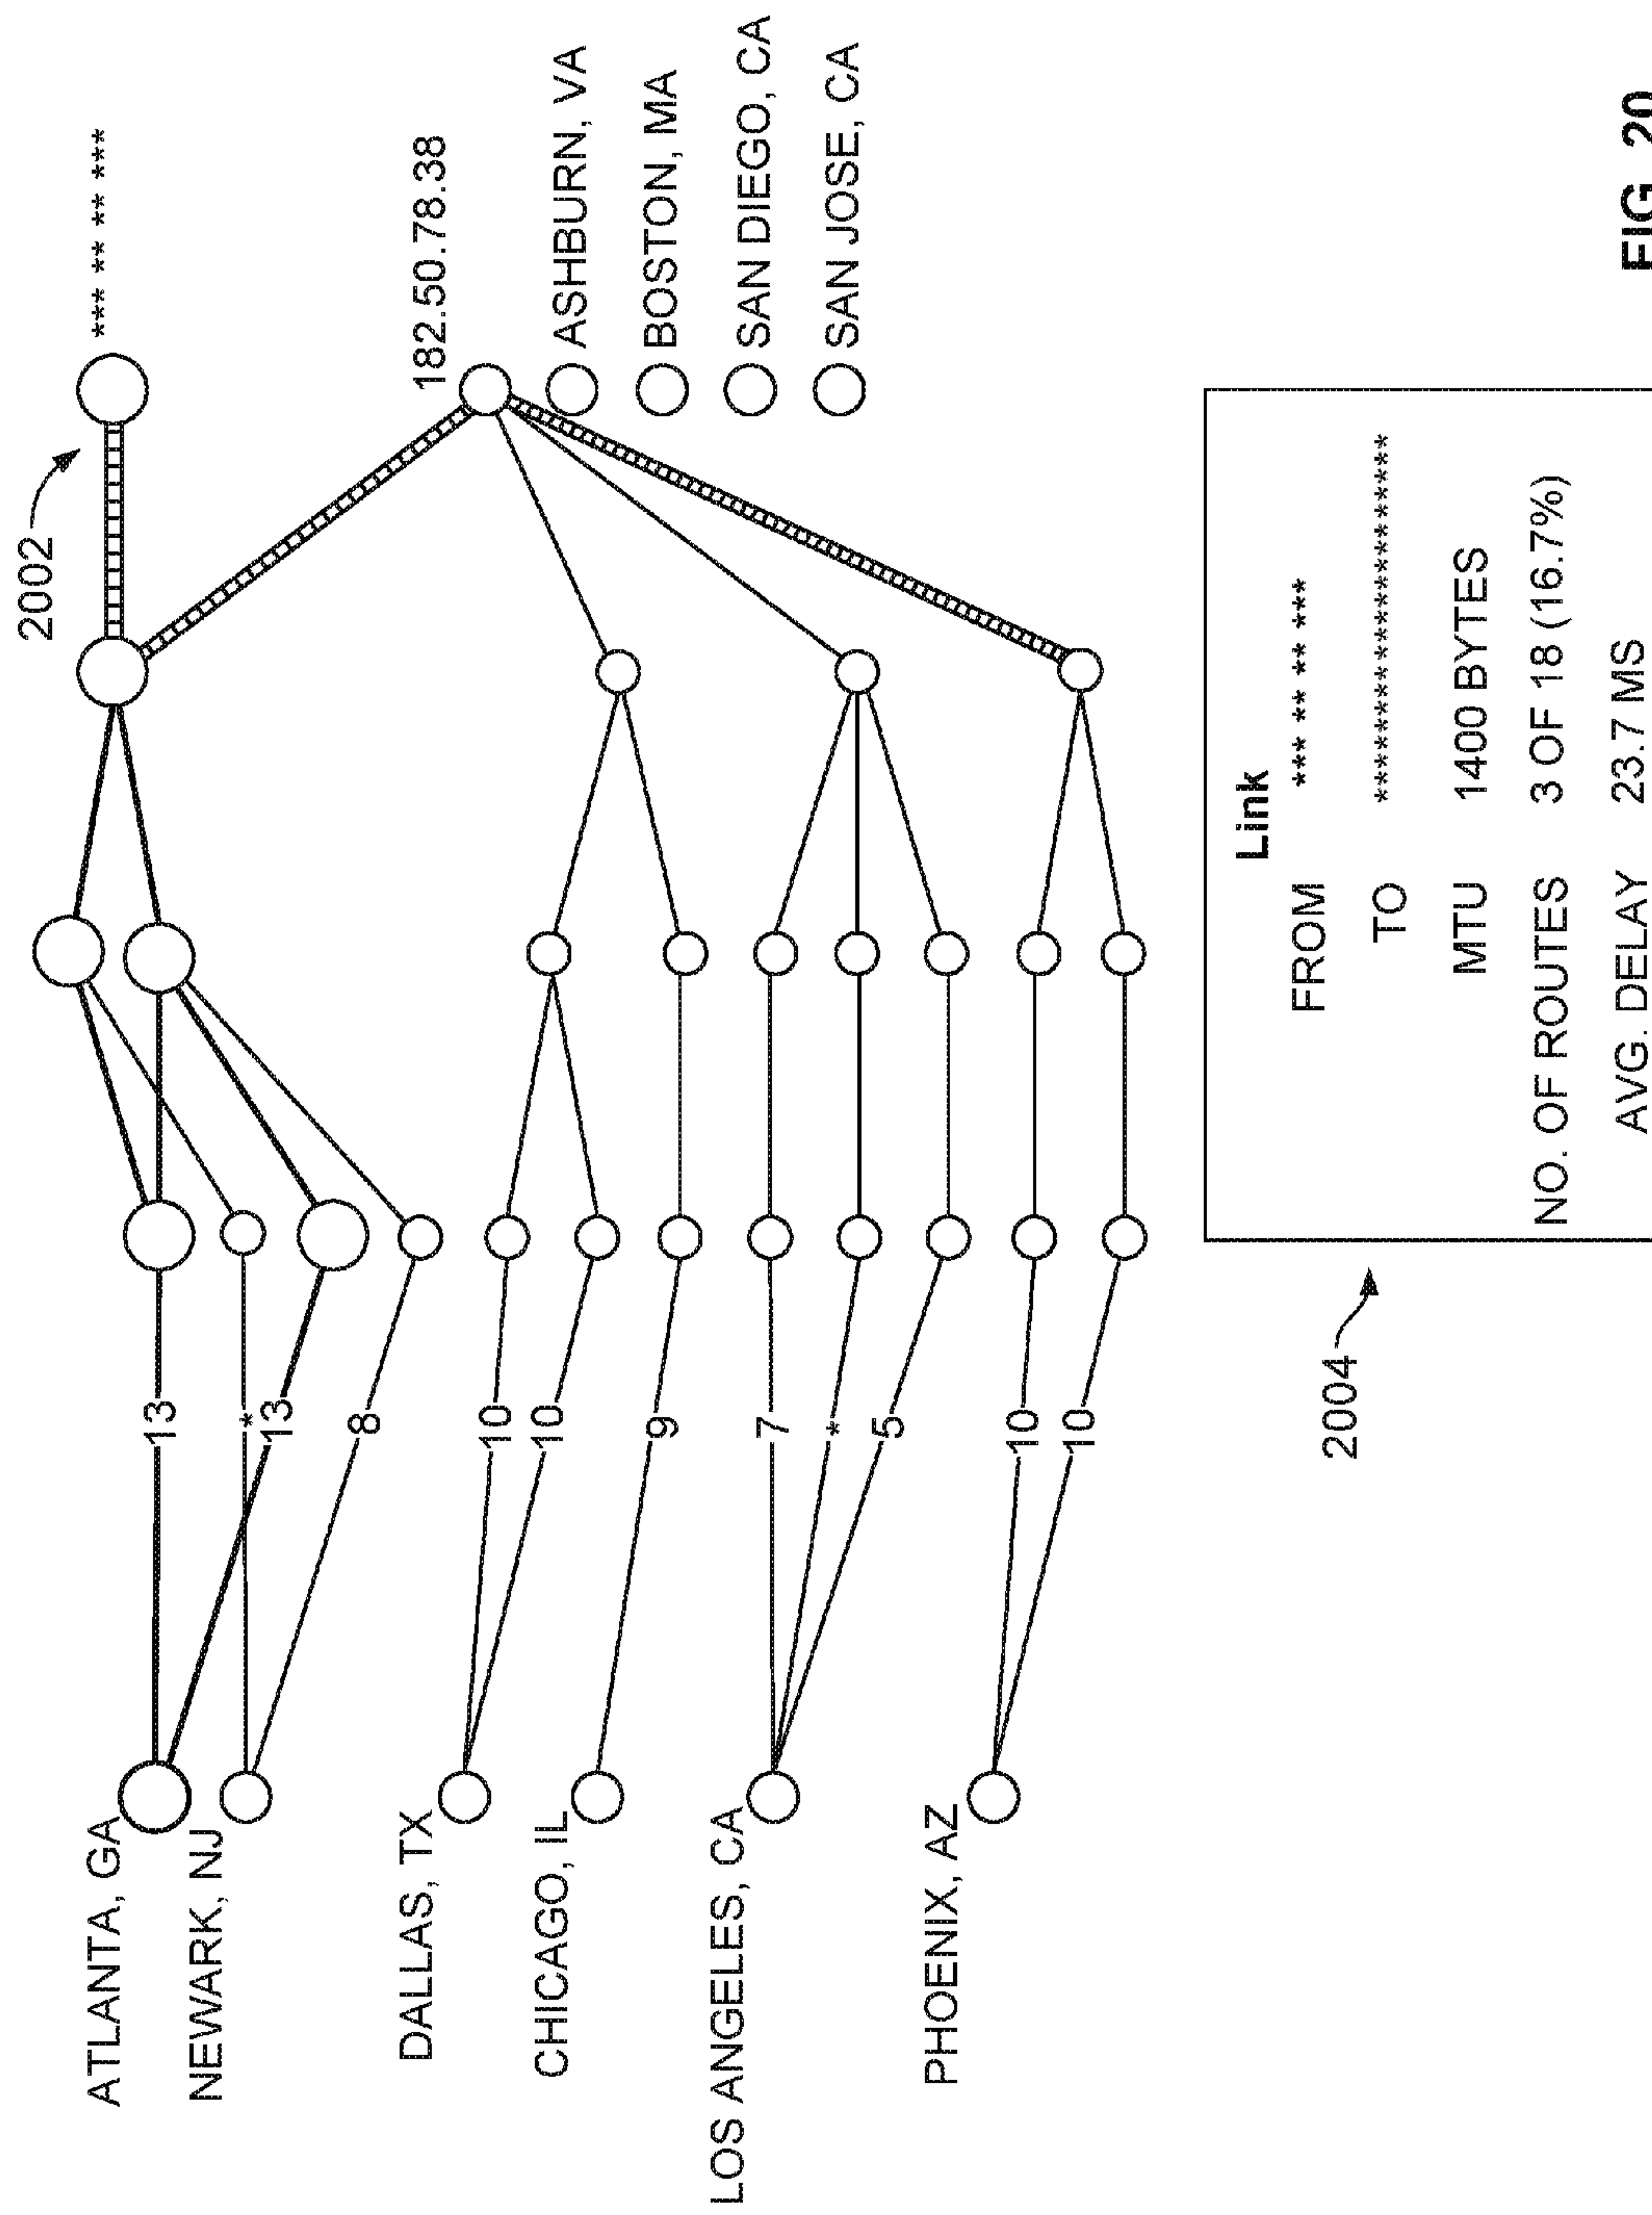 2002
*** ** ** ***
182.50.78.38
ASHBURN, VA
BOSTON, MA
SAN DIEGO, CA
SAN JOSE, CA
ATLANTA, GA
NEWARK, NJ
DALLAS, TX
CHICAGO, IL
LOS ANGELES, CA
PHOENIX, AZ
13
*
13
8
10
10
9
7
*
5
10
10
2004
Link
FROM *** ** ** ***
TO **********************
MTU 1400 BYTES
NO. OF ROUTES 3 OF 18 (16.7%)
AVG. DELAY 23.7 MS
FIG. 20